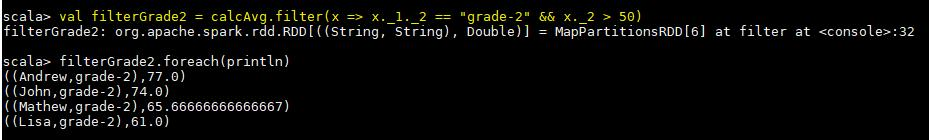 scala> val filterGrade2 = calcAvg.filter(x => x._1._2 == "grade-2" && x._2 > 50)
filterGrade2: org.apache.spark.rdd.RDD[((String, String), Double)] = MapPartitionsRDD[6] at filter at <console>:32
scala> filterGrade2.foreach(println)
((Andrew,grade-2),77.0)
((John,grade-2),74.0)
((Mathew,grade-2),65.66666666666667)
((Lisa,grade-2),61.0)